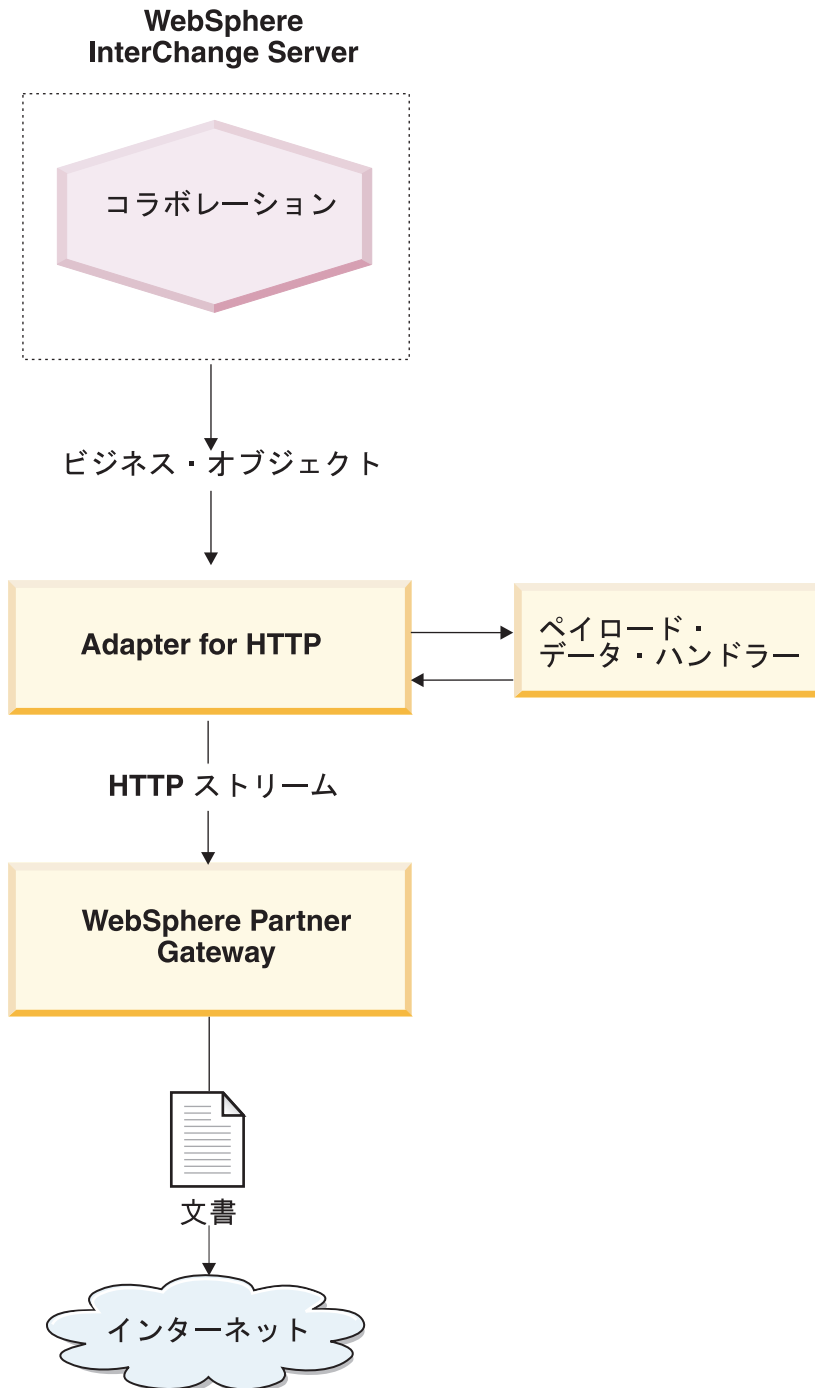 WebSphere
InterChange Server
コラボレーション
ビジネス・オブジェクト
Adapter for HTTP
ペイロード・
データ・ハンドラー
HTTP ストリーム
WebSphere Partner
Gateway
文書
インターネット